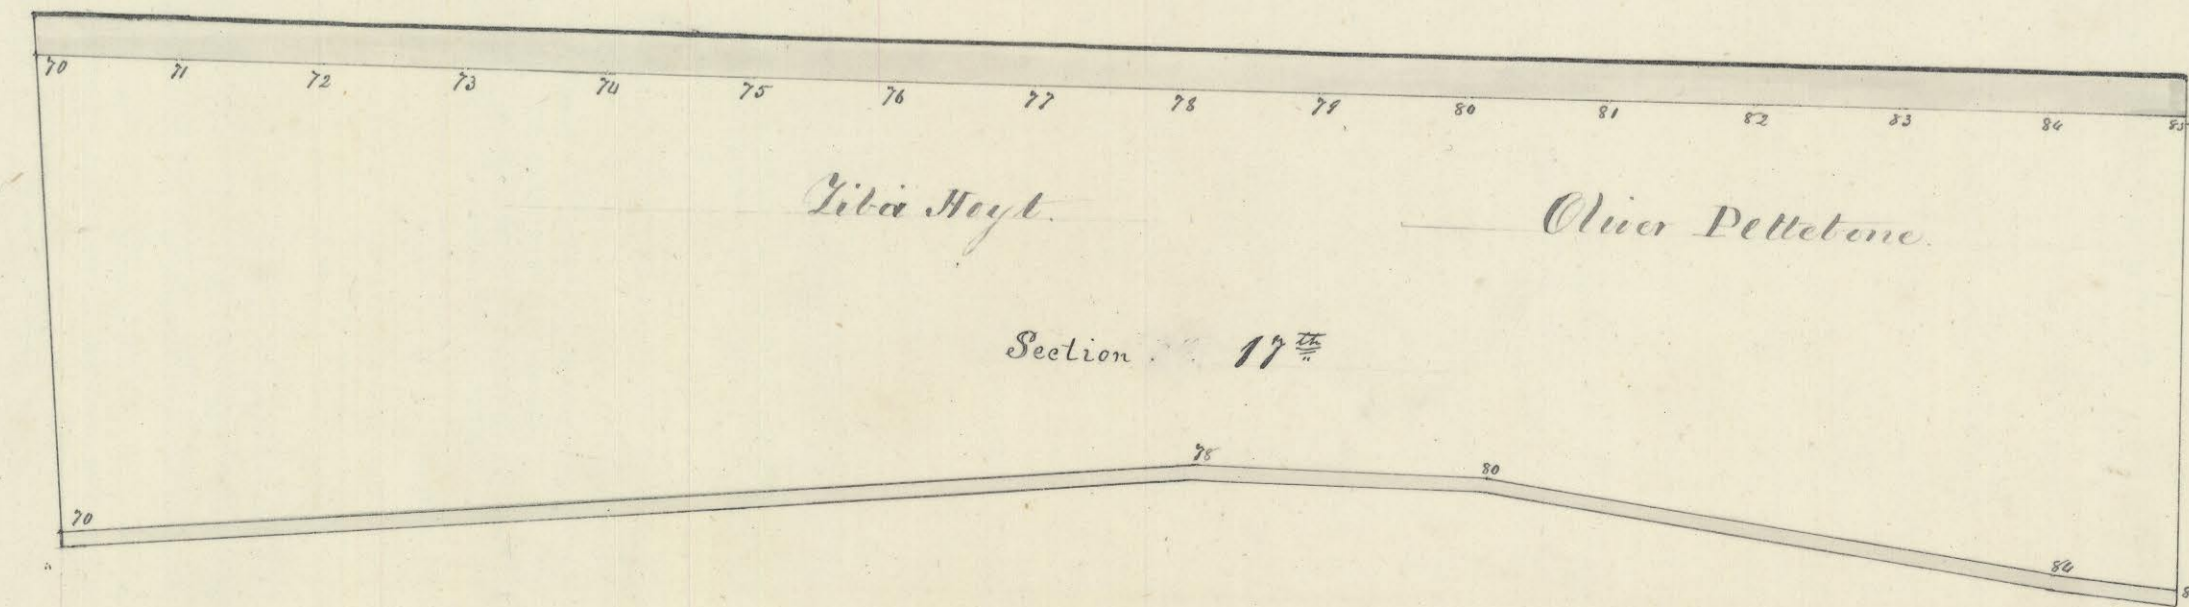 70 71 72 73 74 75 76 77 78 79 80 81 82 83 84 85
Ziba Hoyt. Oliver Pettebone.
Section 17th
78 80
70 84